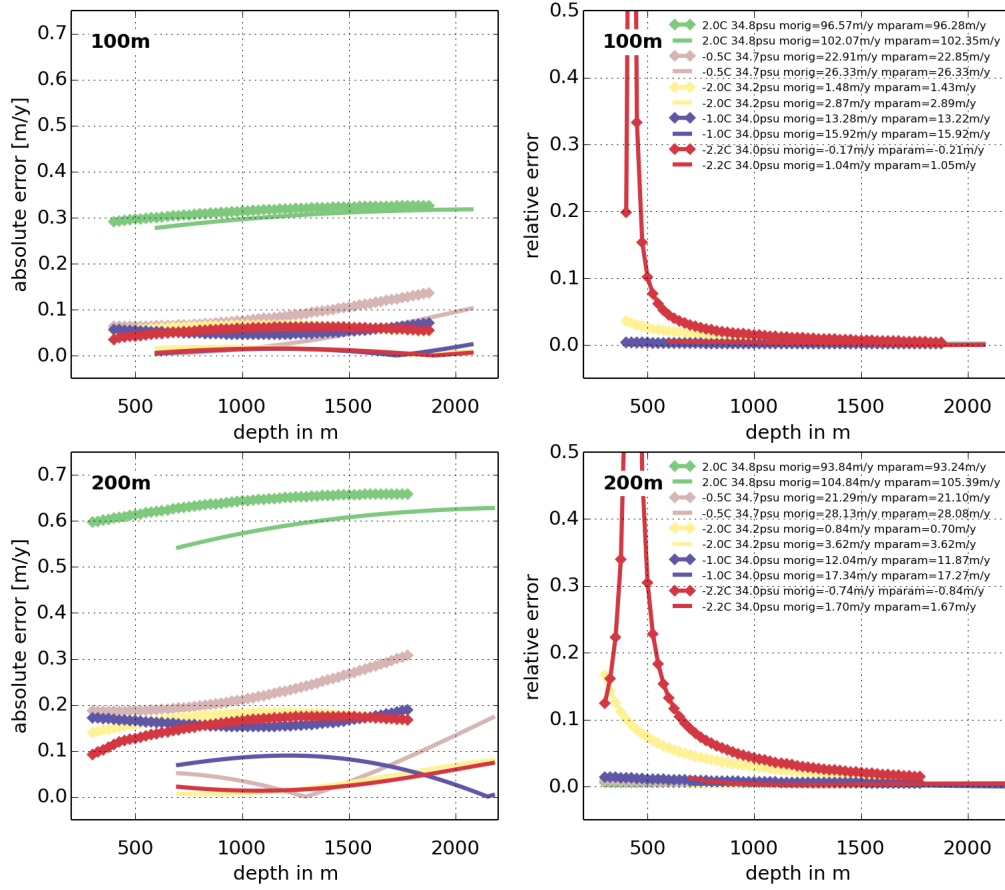 0.7
0.6
0.5
0.4
0.3
0.2
0.1
0.0
absolute error [m/y]
100m
500 1000 1500 2000
depth in m
0.5
0.4
0.3
0.2
0.1
0.0
relative error
100m
2.0C 34.8psu morig=96.57m/y mparam=96.28m/y
2.0C 34.8psu morig=102.07m/y mparam=102.35m/y
-0.5C 34.7psu morig=22.91m/y mparam=22.85m/y
-0.5C 34.7psu morig=26.33m/y mparam=26.33m/y
-2.0C 34.2psu morig=1.48m/y mparam=1.43m/y
-2.0C 34.2psu morig=2.87m/y mparam=2.89m/y
-1.0C 34.0psu morig=13.28m/y mparam=13.22m/y
-1.0C 34.0psu morig=15.92m/y mparam=15.92m/y
-2.2C 34.0psu morig=-0.17m/y mparam=-0.21m/y
-2.2C 34.0psu morig=1.04m/y mparam=1.05m/y
500 1000 1500 2000
depth in m
0.7
0.6
0.5
0.4
0.3
0.2
0.1
0.0
absolute error [m/y]
200m
500 1000 1500 2000
depth in m
0.5
0.4
0.3
0.2
0.1
0.0
relative error
200m
2.0C 34.8psu morig=93.84m/y mparam=93.24m/y
2.0C 34.8psu morig=104.84m/y mparam=105.39m/y
-0.5C 34.7psu morig=21.29m/y mparam=21.10m/y
-0.5C 34.7psu morig=28.13m/y mparam=28.08m/y
-2.0C 34.2psu morig=0.84m/y mparam=0.70m/y
-2.0C 34.2psu morig=3.62m/y mparam=3.62m/y
-1.0C 34.0psu morig=12.04m/y mparam=11.87m/y
-1.0C 34.0psu morig=17.34m/y mparam=17.27m/y
-2.2C 34.0psu morig=-0.74m/y mparam=-0.84m/y
-2.2C 34.0psu morig=1.70m/y mparam=1.67m/y
500 1000 1500 2000
depth in m